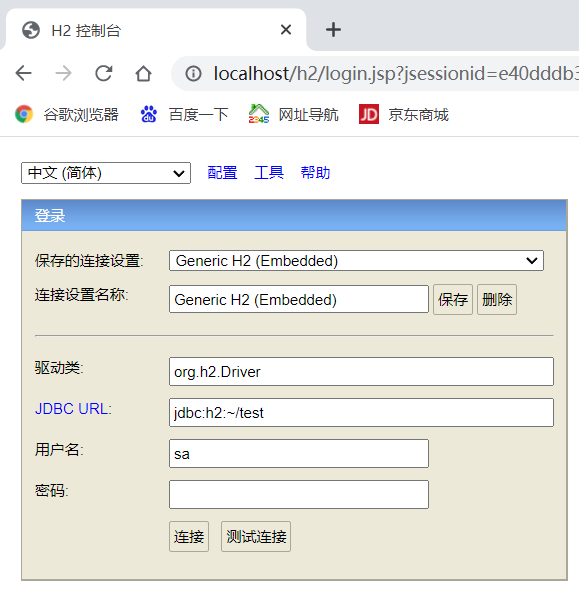 H2 控制台
localhost/h2/login.jsp?jsessionid=e40dddb3
谷歌浏览器 百度一下 2345 网址导航 JD 京东商城
中文 (简体) 配置 工具 帮助
登录
保存的连接设置: Generic H2 (Embedded)
连接设置名称: Generic H2 (Embedded) 保存 删除
驱动类: org.h2.Driver
JDBC URL: jdbc:h2:~/test
用户名: sa
密码:
连接 测试连接